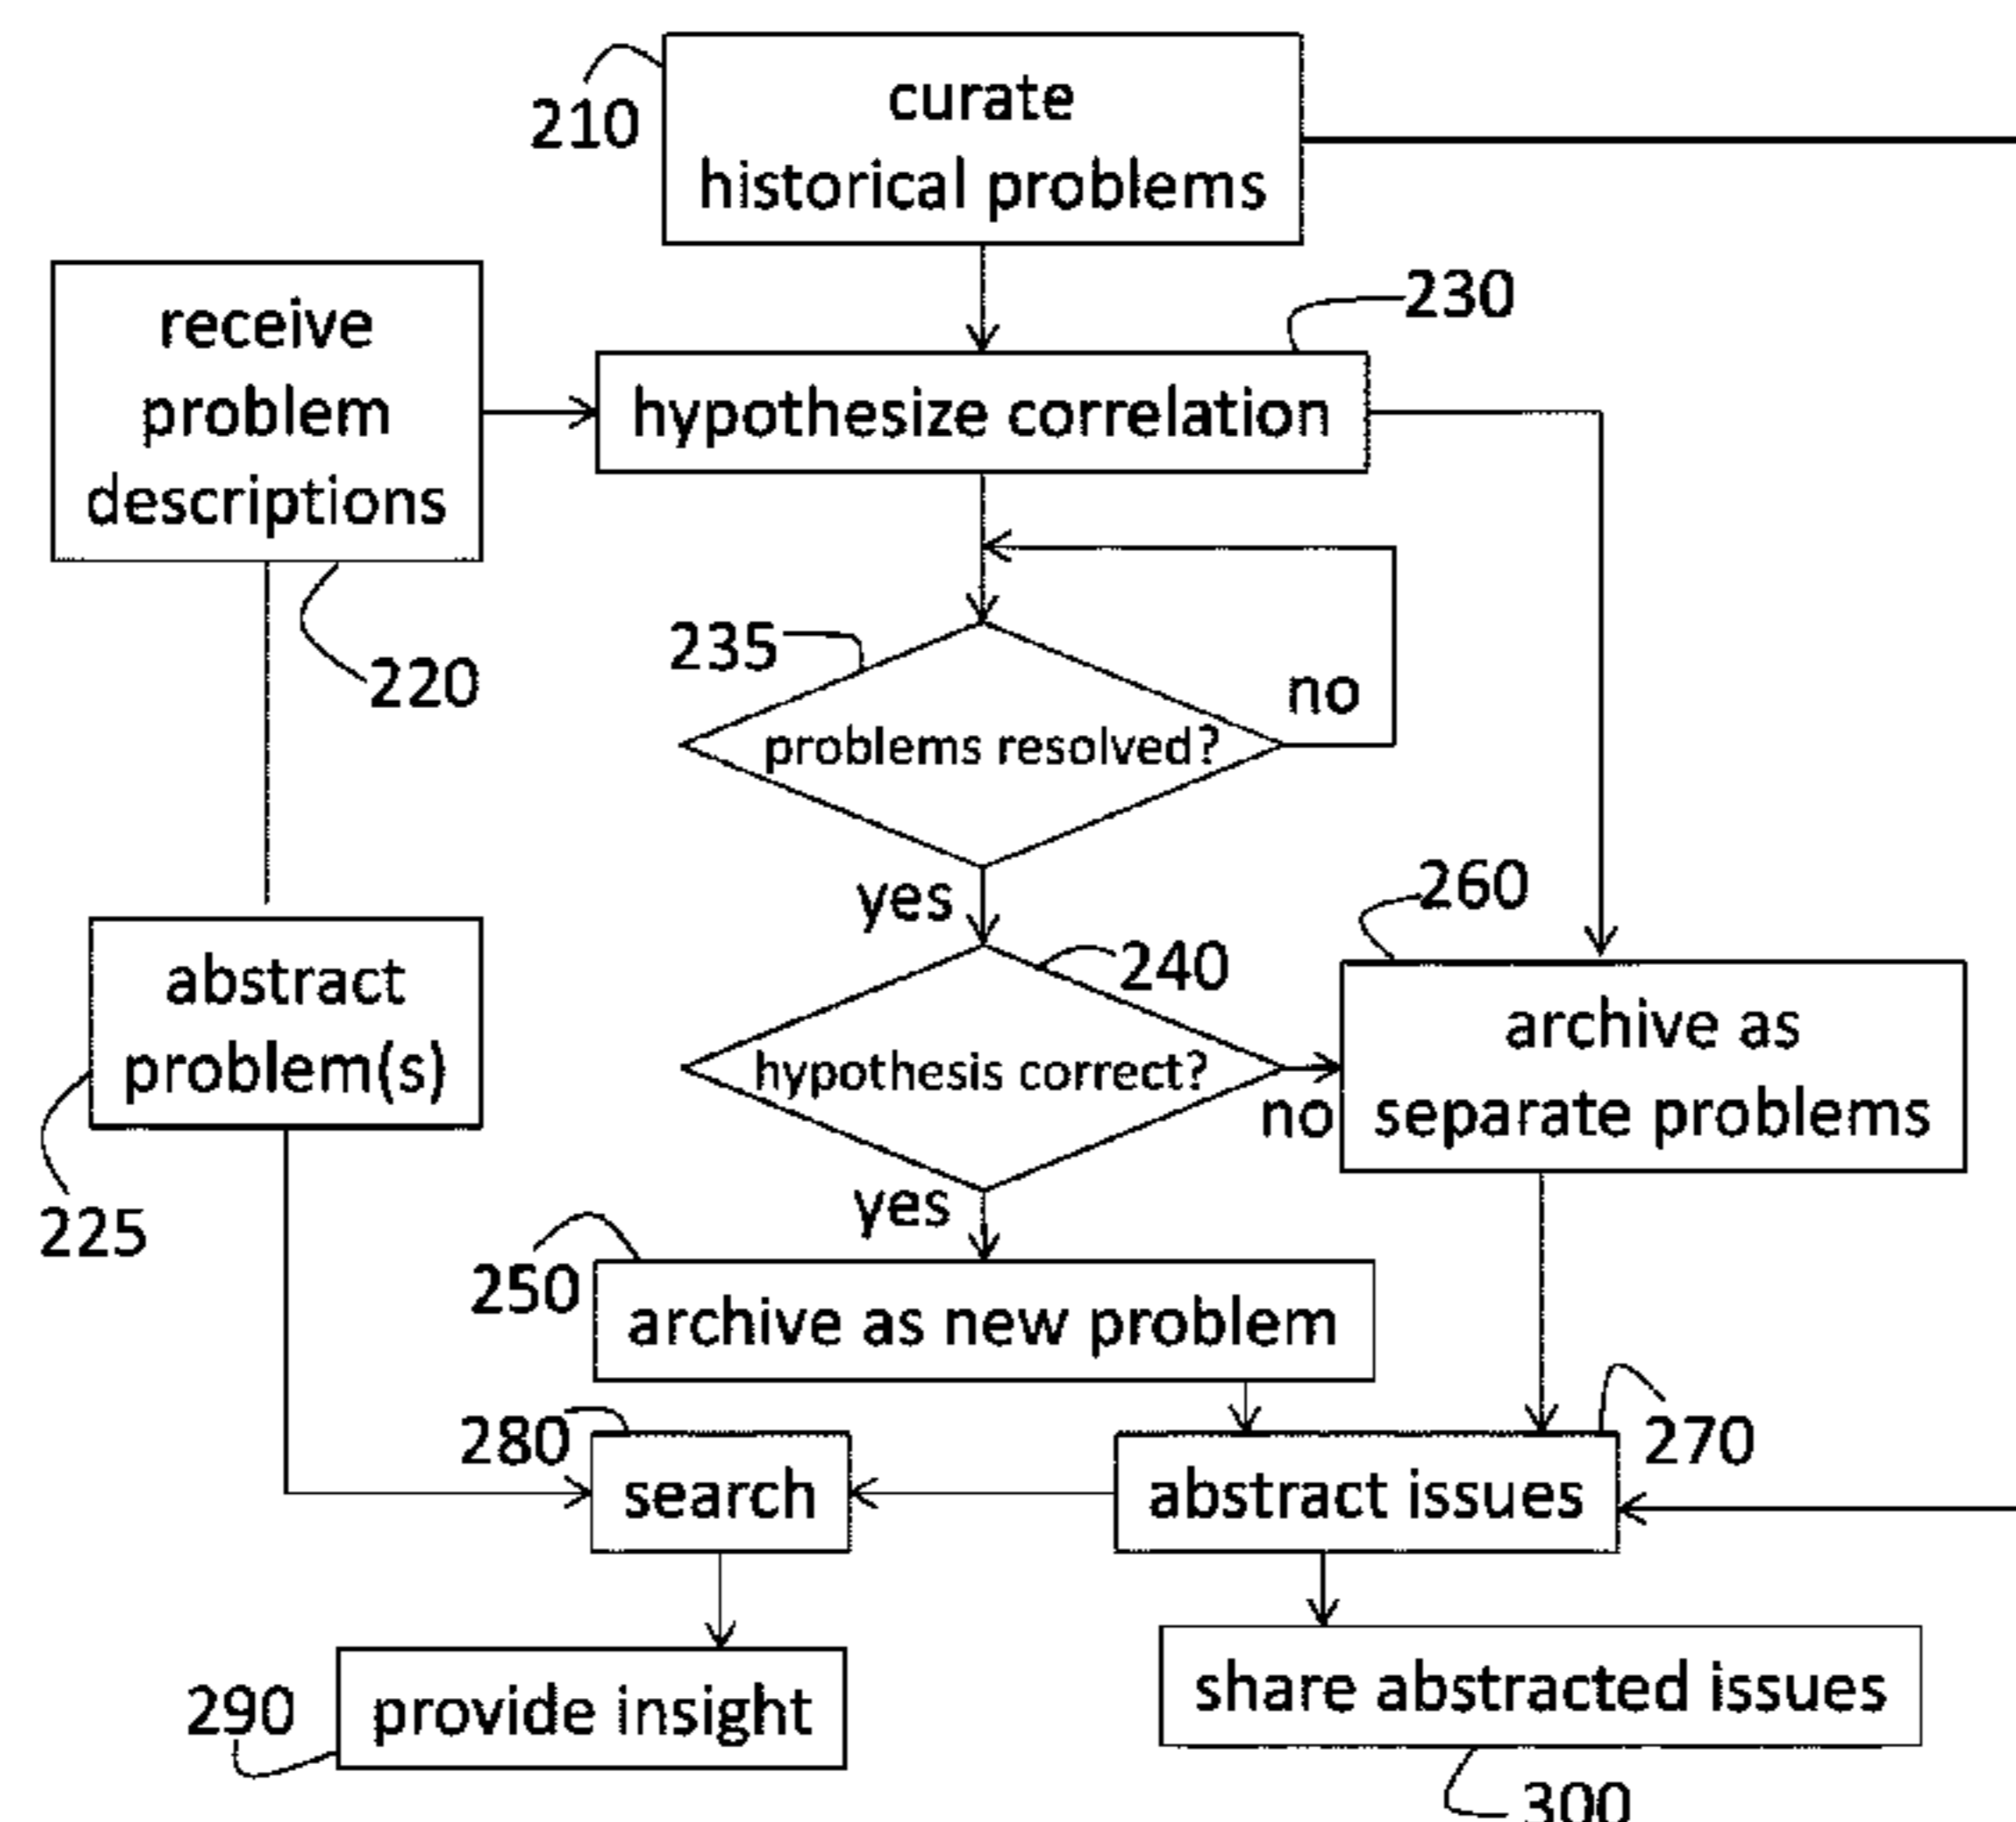 210
curate
historical problems
230
receive
problem
descriptions
hypothesize correlation
220
235
no
problems resolved?
yes
260
240
abstract
problem(s)
archive as
separate problems
hypothesis correct?
no
225
yes
250
archive as new problem
280
search
abstract issues
270
290
provide insight
share abstracted issues
300